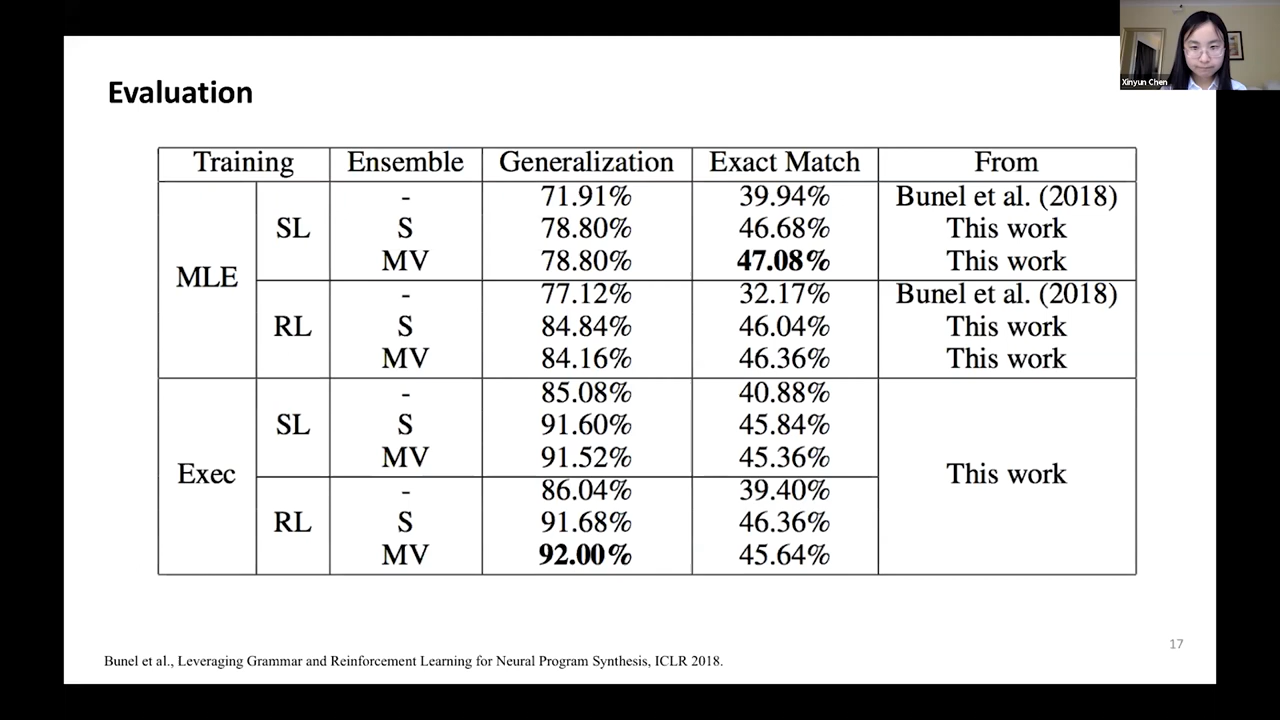 Xinyun Chen
Evaluation
Training Ensemble Generalization Exact Match From
MLE SL - 71.91% 39.94% Bunel et al. (2018)
S 78.80% 46.68% This work
MV 78.80% 47.08% This work
RL - 77.12% 32.17% Bunel et al. (2018)
S 84.84% 46.04% This work
MV 84.16% 46.36% This work
Exec SL - 85.08% 40.88% This work
S 91.60% 45.84%
MV 91.52% 45.36%
RL - 86.04% 39.40%
S 91.68% 46.36%
MV 92.00% 45.64%
17
Bunel et al., Leveraging Grammar and Reinforcement Learning for Neural Program Synthesis, ICLR 2018.